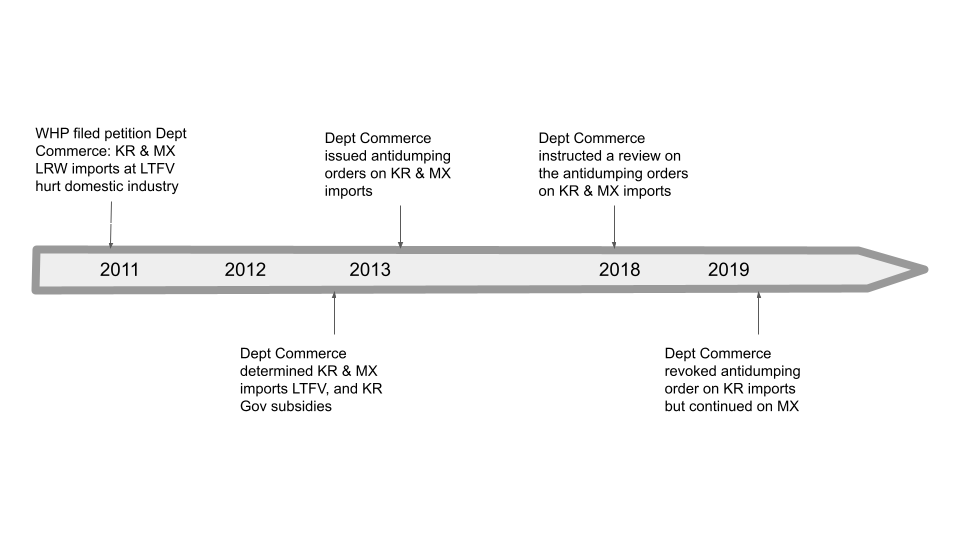 WHP filed petition Dept
Commerce: KR & MX
LRW imports at LTFV
hurt domestic industry
Dept Commerce
issued antidumping
orders on KR & MX
imports
Dept Commerce
instructed a review on
the antidumping orders
on KR & MX imports
2011
2012
2013
2018
2019
Dept Commerce
determined KR & MX
imports LTFV, and KR
Gov subsidies
Dept Commerce
revoked antidumping
order on KR imports
but continued on MX